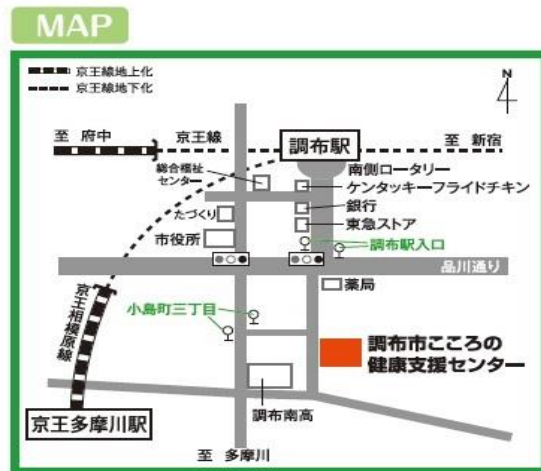 MAP
京王線地上化
京王線地下化
N
至 府中
京王線
調布駅
至 新宿
総合福祉
センター
南側ロータリー
ケンタッキーフライドチキン
銀行
たづくり
東急ストア
市役所
調布駅入口
品川通り
薬局
京王相模原線
小島町三丁目
調布市こころの
健康支援センター
調布南高
京王多摩川駅
至 多摩川